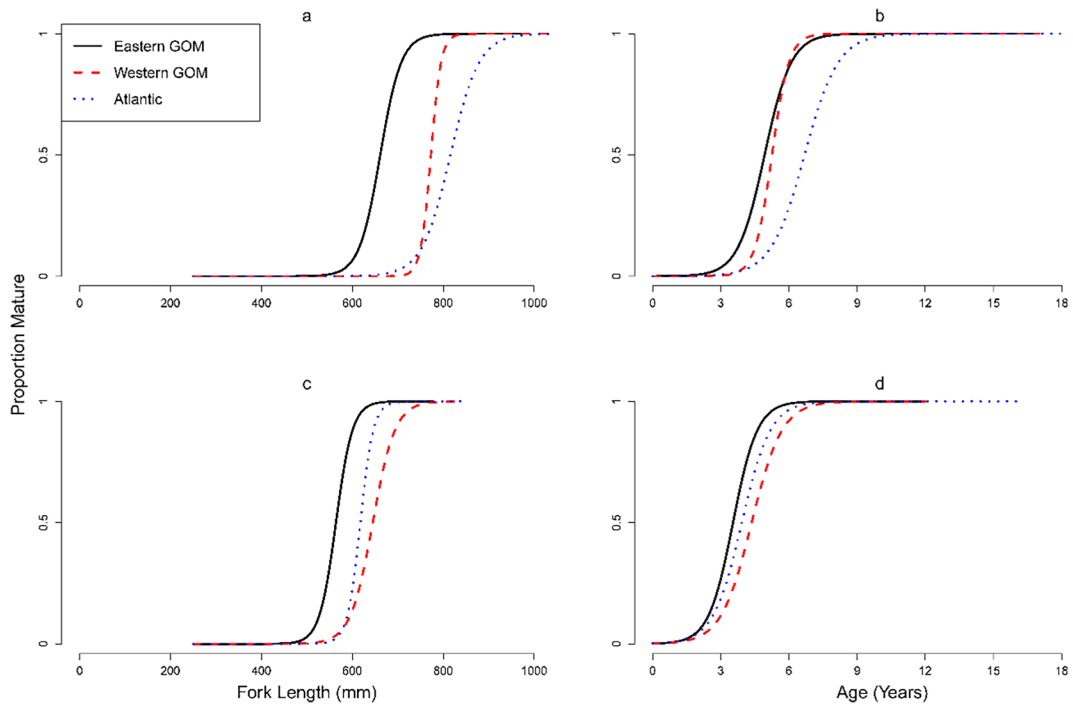 a
b
Eastern GOM
Western GOM
Atlantic
1
0.5
0
0 200 400 600 800 1000
1
0.5
0
0 3 6 9 12 15 18
Proportion Mature
c
d
1
0.5
0
0 200 400 600 800 1000
1
0.5
0
0 3 6 9 12 15 18
Fork Length (mm)
Age (Years)